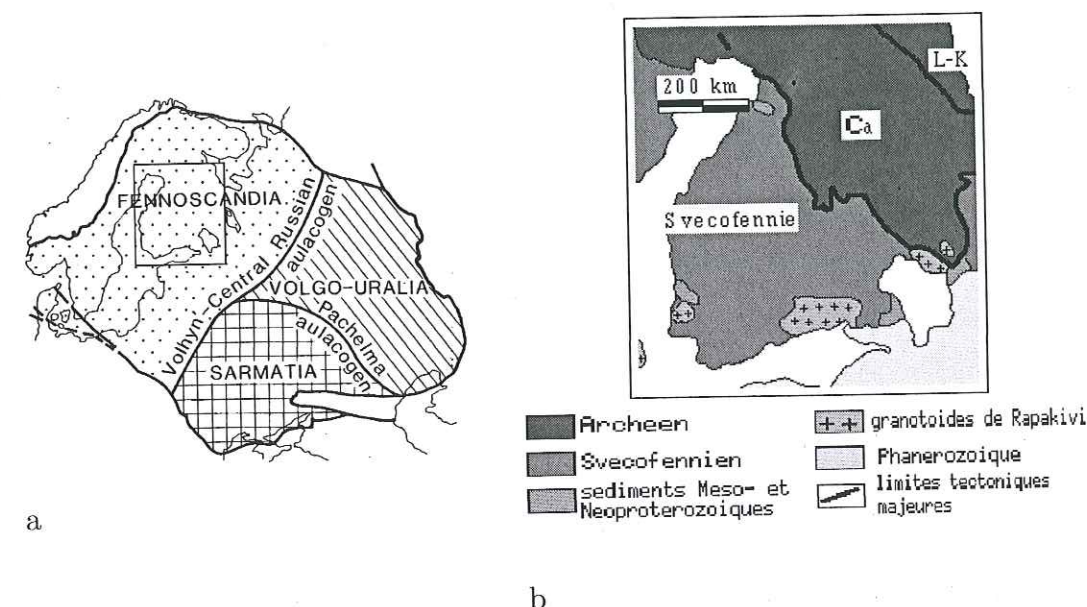 FENNOSCANDIA
Volhyn-Central Russian
aulacogen
VOLGO-URALIA
Pachelma
aulacogen
SARMATIA
a
L-K
200 km
Ca
Svecofennie
Archeen
Svecofennien
sediments Meso- et
Neoproterozoiques
granotoides de Rapakivi
Phanerozoique
limites tectoniques
majeures
b